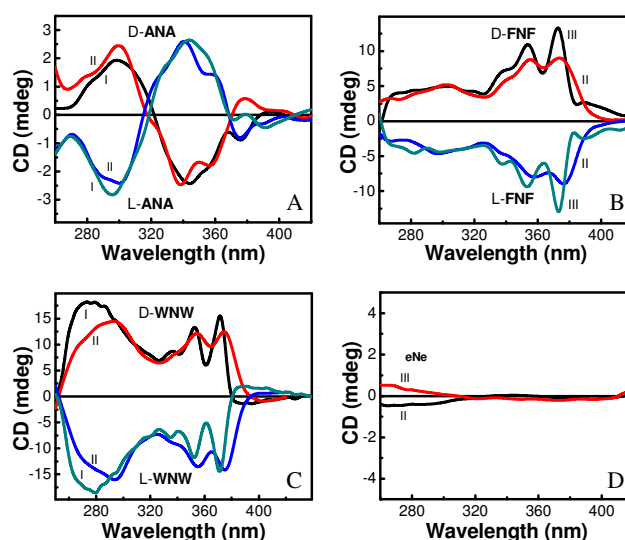 3
2
1
0
-1
-2
-3
CD (mdeg)
D-ANA
II
I
II
I
L-ANA
A
280 320 360 400
Wavelength (nm)
10
5
0
-5
-10
CD (mdeg)
D-FNF
III
II
II
L-FNF
III
B
280 320 360 400
Wavelength (nm)
15
10
5
0
-5
-10
-15
CD (mdeg)
I
II
D-WNW
II
I
L-WNW
C
280 320 360 400
Wavelength (nm)
4
2
0
-2
-4
CD (mdeg)
eNe
III
II
D
280 320 360 400
Wavelength (nm)